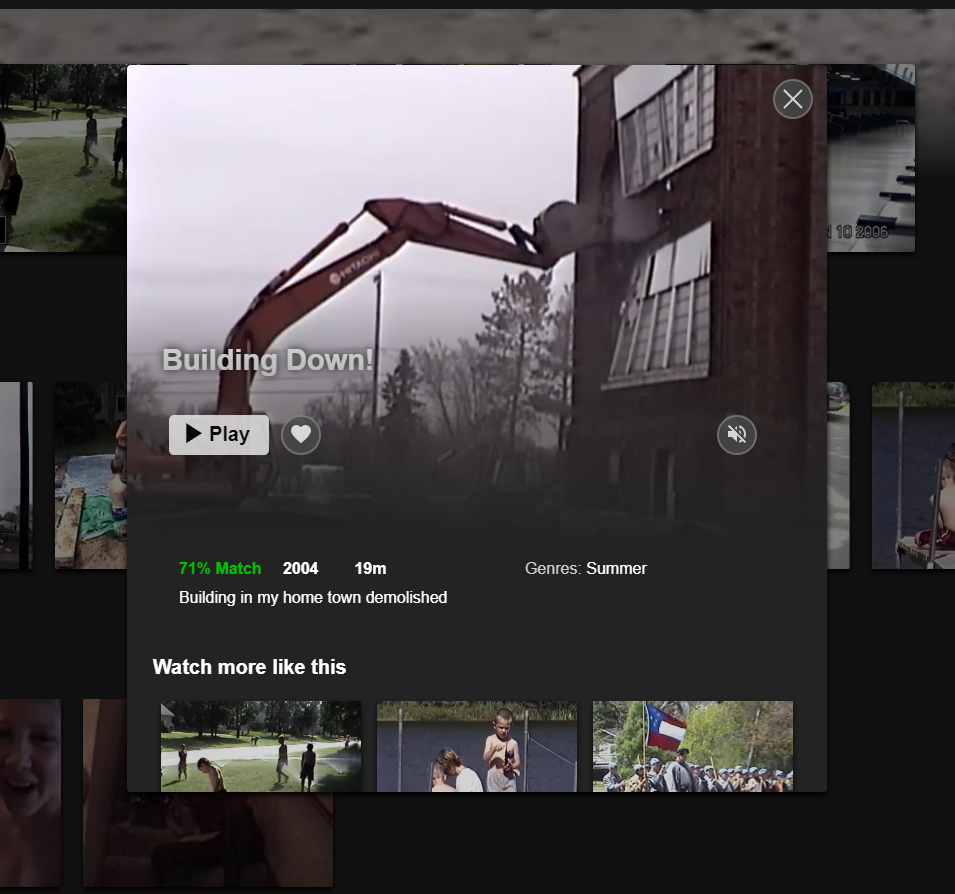 HITACHI
10 2006
Building Down!
Play
71% Match 2004 19m Genres: Summer
Building in my home town demolished
Watch more like this